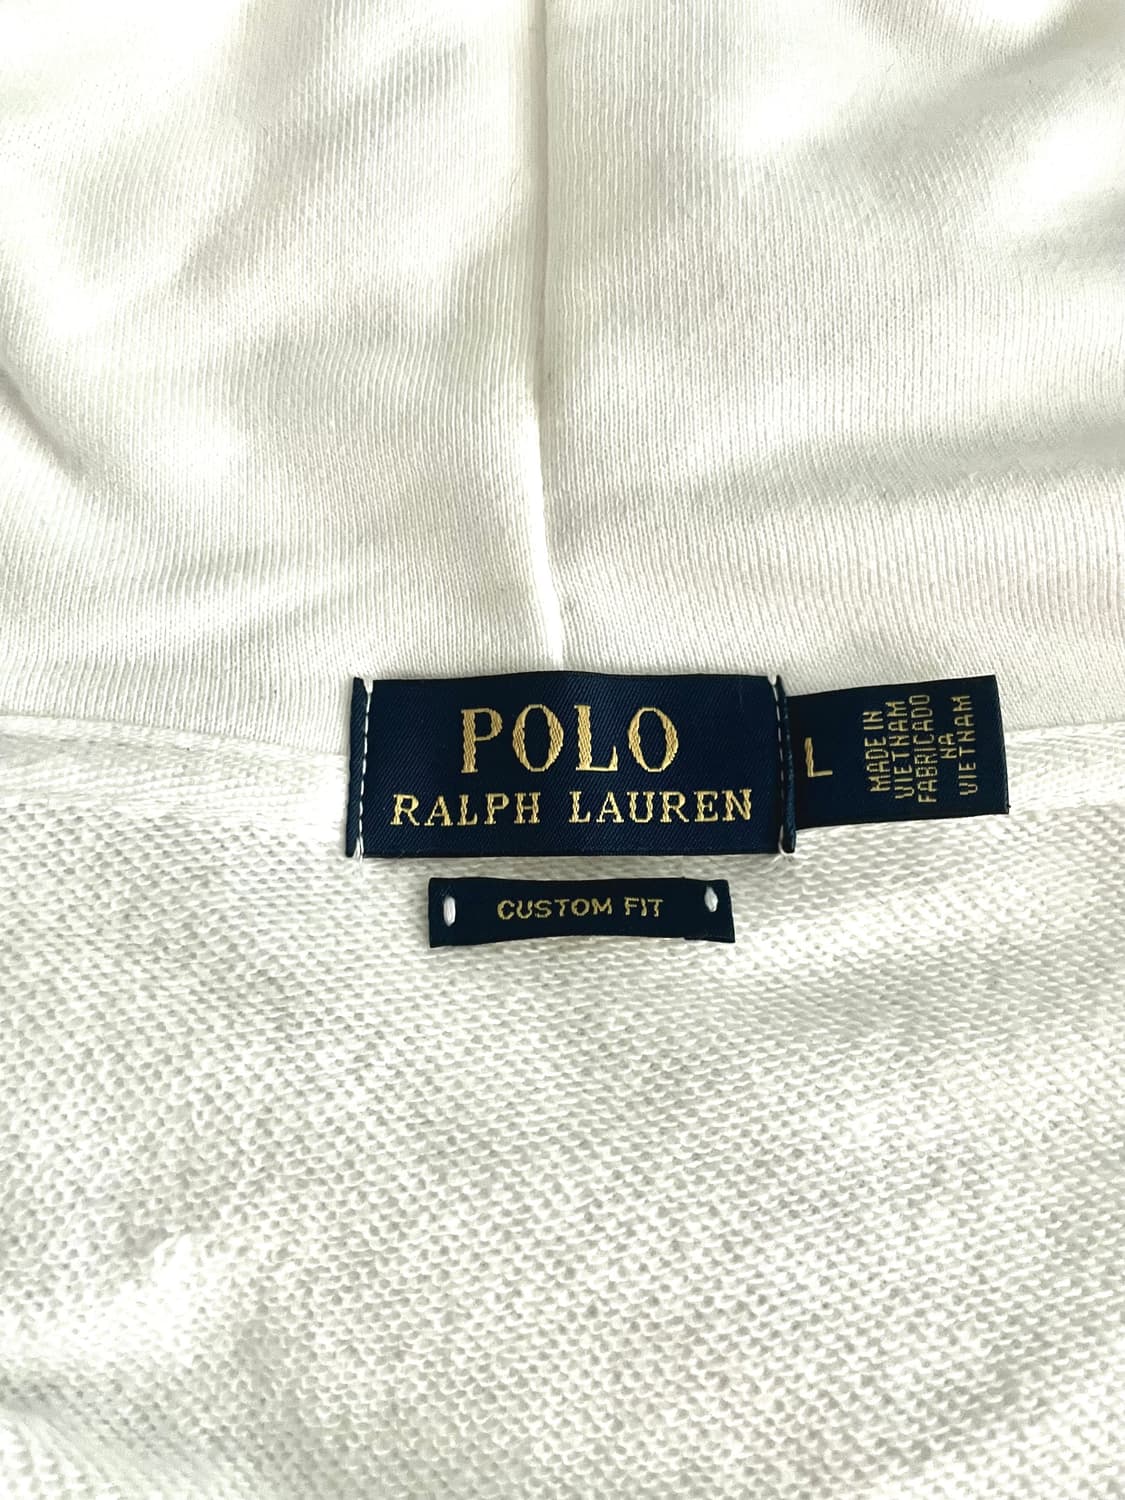 POLO
RALPH LAUREN
CUSTOM FIT
L
MADE IN
VIETNAM
FABRICADO
NA
VIETNAM